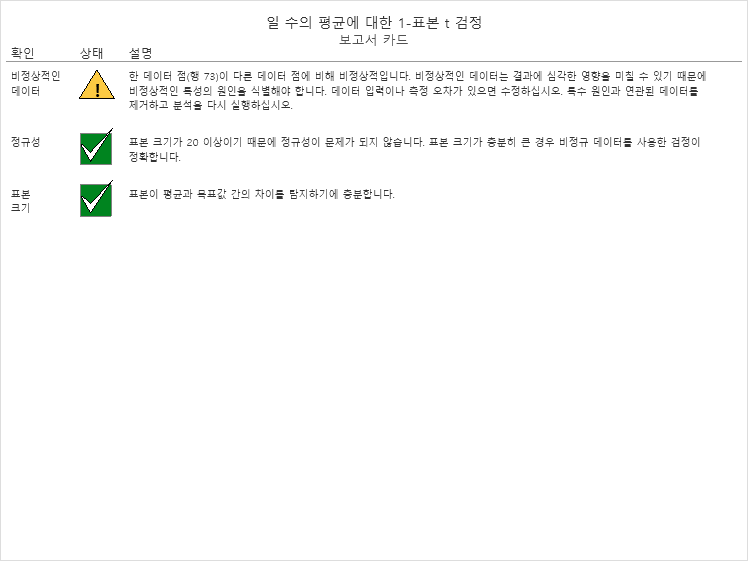 일 수의 평균에 대한 1-표본 t 검정
보고서 카드
확인 상태 설명
비정상적인 데이터
한 데이터 점(행 73)이 다른 데이터 점에 비해 비정상적입니다. 비정상적인 데이터는 결과에 심각한 영향을 미칠 수 있기 때문에
비정상적인 특성의 원인을 식별해야 합니다. 데이터 입력이나 측정 오차가 있으면 수정하십시오. 특수 원인과 연관된 데이터를
제거하고 분석을 다시 실행하십시오.
정규성
표본 크기가 20 이상이기 때문에 정규성이 문제가 되지 않습니다. 표본 크기가 충분히 큰 경우 비정규 데이터를 사용한 검정이
정확합니다.
표본
크기
표본이 평균과 목표값 간의 차이를 탐지하기에 충분합니다.